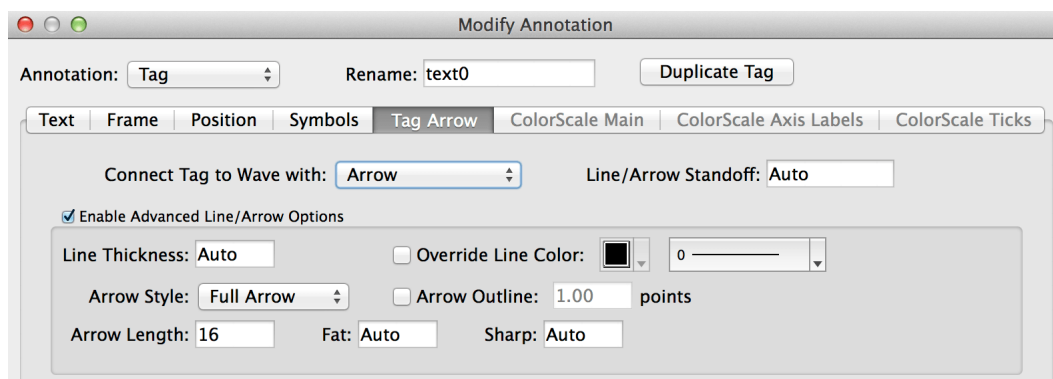 Modify Annotation
Annotation: Tag Rename: text0 Duplicate Tag
Text Frame Position Symbols Tag Arrow ColorScale Main ColorScale Axis Labels ColorScale Ticks
Connect Tag to Wave with: Arrow Line/Arrow Standoff: Auto
Enable Advanced Line/Arrow Options
Line Thickness: Auto Override Line Color: 0
Arrow Style: Full Arrow Arrow Outline: 1.00 points
Arrow Length: 16 Fat: Auto Sharp: Auto